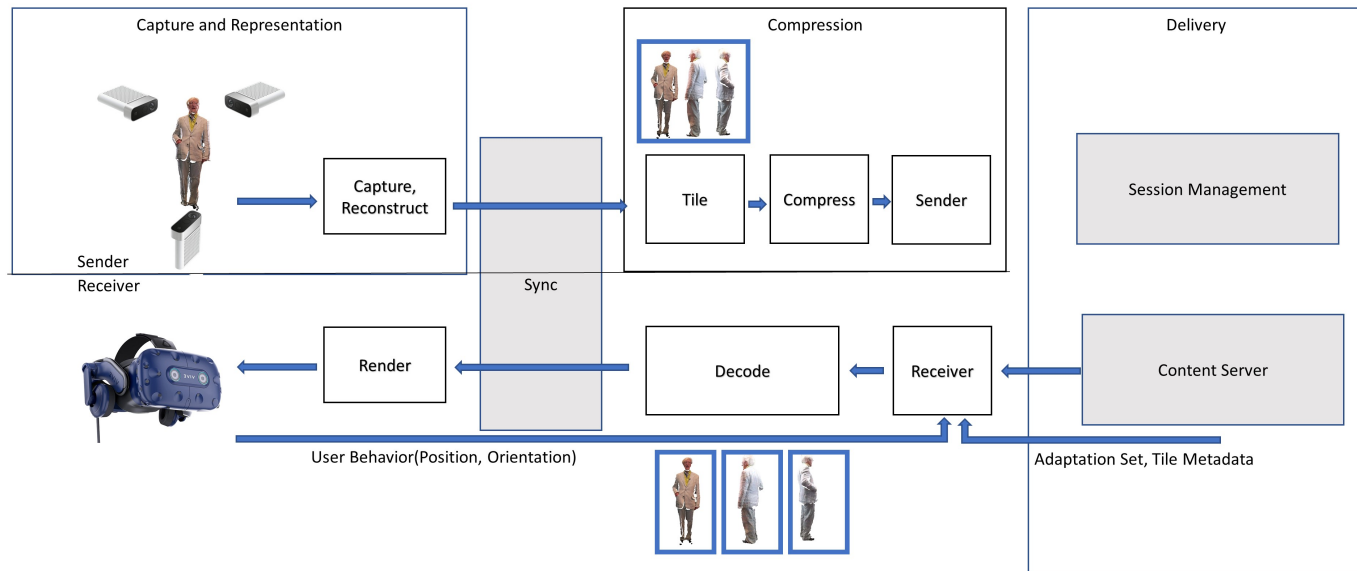 Capture and Representation
Compression
Delivery
Capture,
Reconstruct
Tile
Compress
Sender
Session Management
Sender
Receiver
Sync
Render
Decode
Receiver
Content Server
User Behavior(Position, Orientation)
Adaptation Set, Tile Metadata